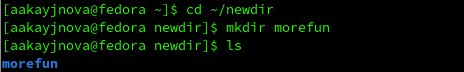 [aakayjnova@fedora ~]$ cd ~/newdir
[aakayjnova@fedora newdir]$ mkdir morefun
[aakayjnova@fedora newdir]$ ls
morefun